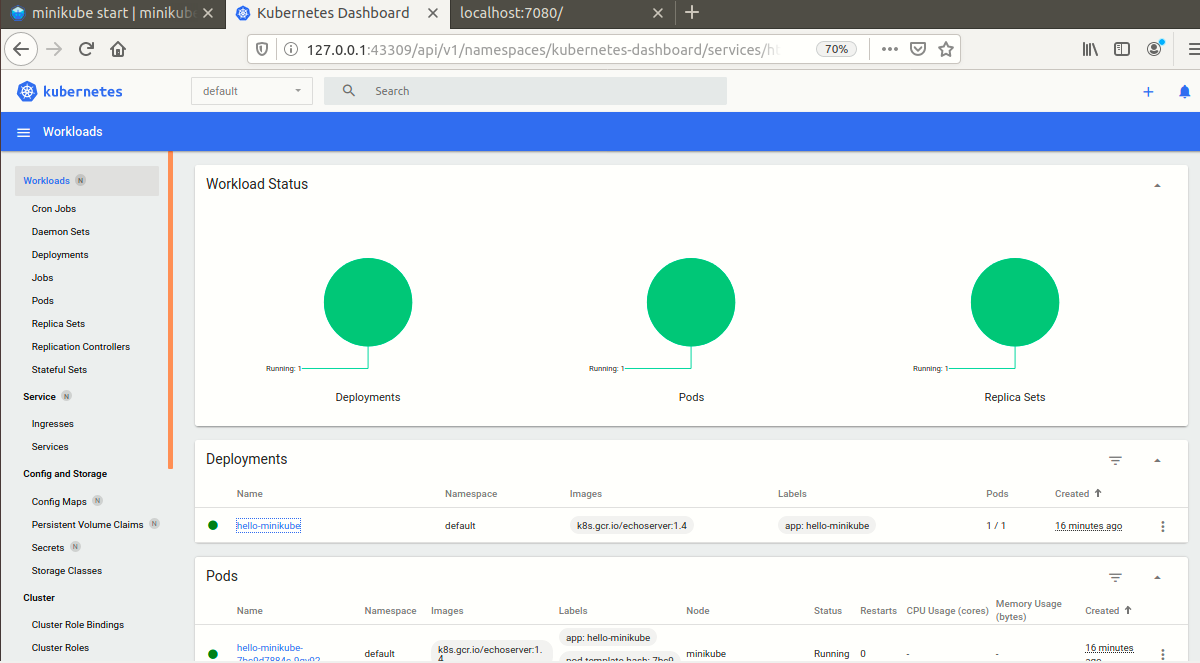 minikube start | minikub
Kubernetes Dashboard
localhost:7080/
127.0.0.1:43309/api/v1/namespaces/kubernetes-dashboard/services/ht
70%
kubernetes
default
Search
Workloads
Workloads N
Cron Jobs
Daemon Sets
Deployments
Jobs
Pods
Replica Sets
Replication Controllers
Stateful Sets
Service N
Ingresses
Services
Config and Storage
Config Maps N
Persistent Volume Claims N
Secrets N
Storage Classes
Cluster
Cluster Role Bindings
Cluster Roles
Workload Status
Running: 1
Deployments
Running: 1
Pods
Running: 1
Replica Sets
Deployments
Name Namespace Images Labels Pods Created
hello-minikube default k8s.gcr.io/echoserver:1.4 app: hello-minikube 1 / 1 16 minutes ago
Pods
Name Namespace Images Labels Node Status Restarts CPU Usage (cores) Memory Usage (bytes) Created
hello-minikube- default k8s.gcr.io/echoserver:1. app: hello-minikube minikube Running 0 - - 16 minutes
4
ago